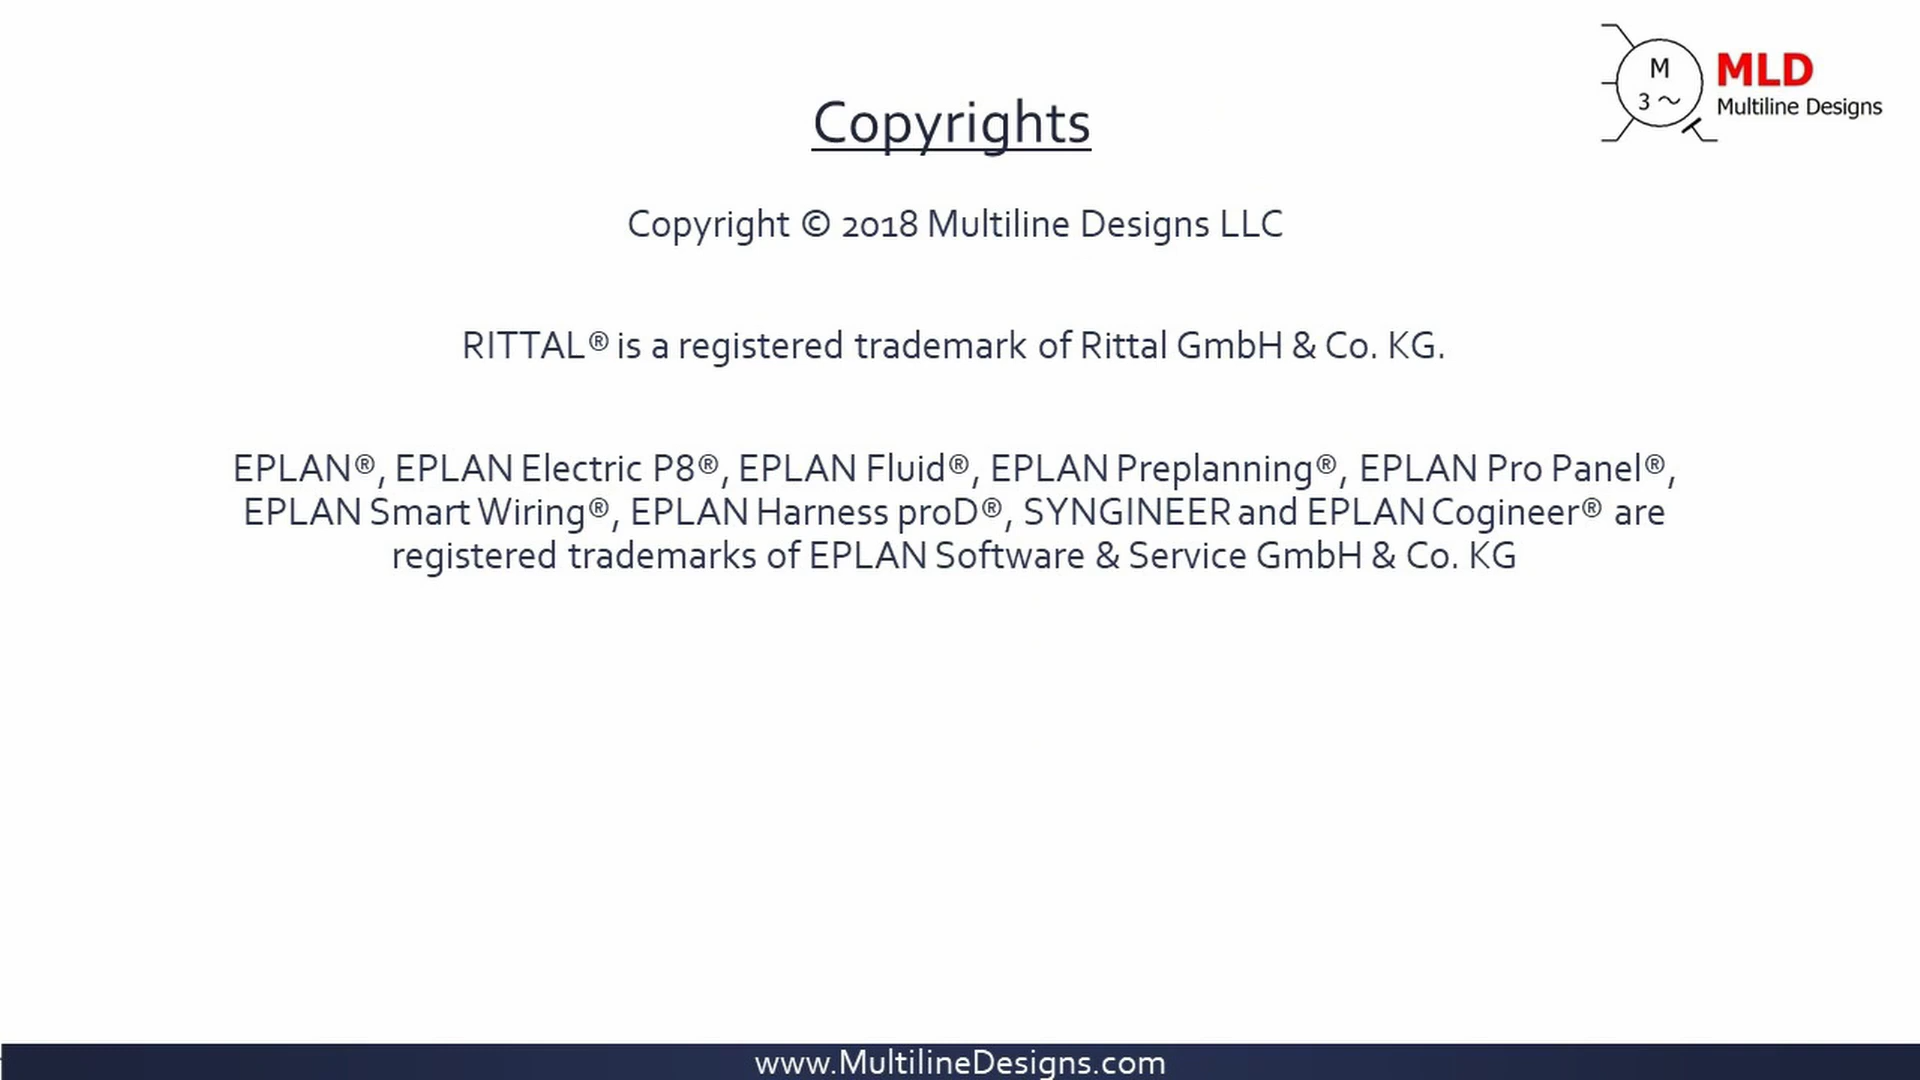 M
3 ~
MLD
Multiline Designs
Copyrights
Copyright © 2018 Multiline Designs LLC
RITTAL® is a registered trademark of Rittal GmbH & Co. KG.
EPLAN®, EPLAN Electric P8®, EPLAN Fluid®, EPLAN Preplanning®, EPLAN Pro Panel®,
EPLAN Smart Wiring®, EPLAN Harness proD®, SYNGINEER and EPLAN Cogineer® are
registered trademarks of EPLAN Software & Service GmbH & Co. KG
www.MultilineDesigns.com